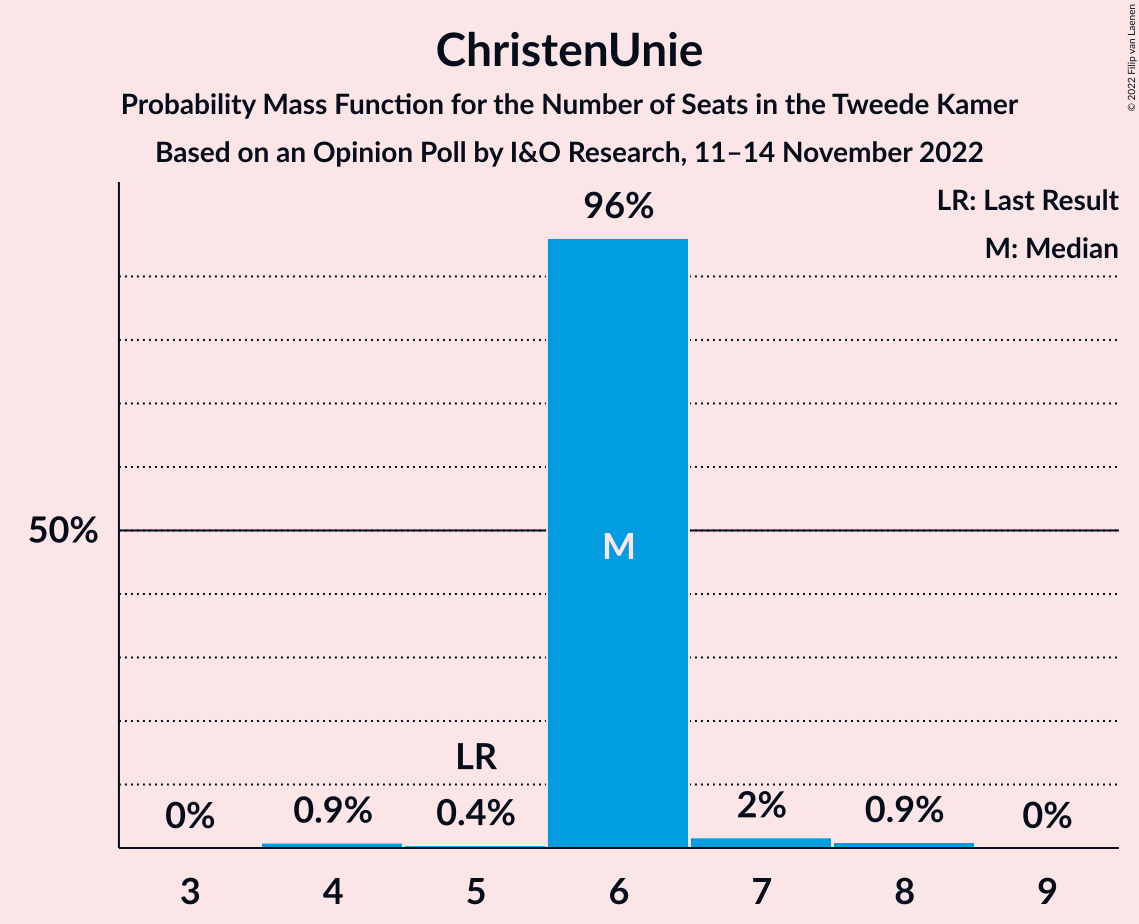 ChristenUnie
Probability Mass Function for the Number of Seats in the Tweede Kamer
Based on an Opinion Poll by I&O Research, 11–14 November 2022
© 2022 Filip van Laenen
LR: Last Result
M: Median
96%
50%
M
LR
0%
0.9%
0.4%
2%
0.9%
0%
3
4
5
6
7
8
9